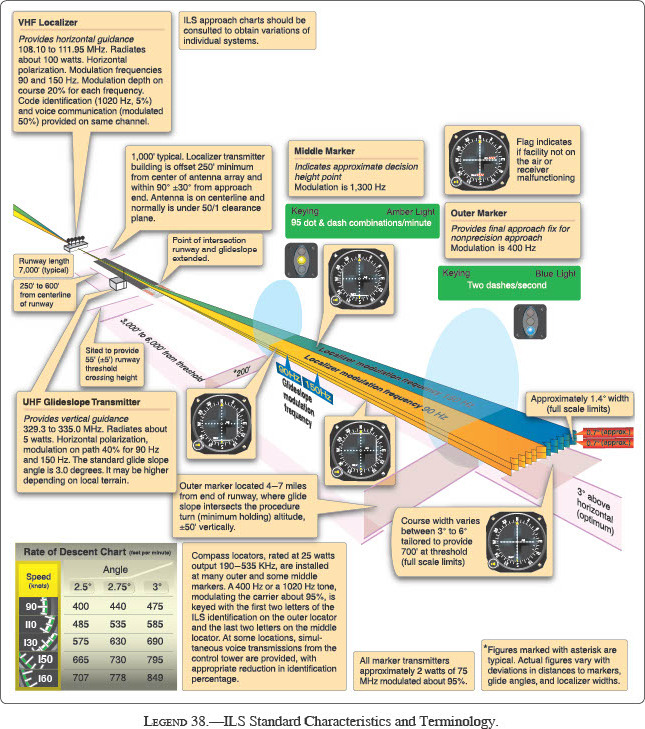 VHF Localizer
Provides horizontal guidance
108.10 to 111.95 MHz. Radiates
about 100 watts. Horizontal
polarization. Modulation frequencies
90 and 150 Hz. Modulation depth on
course 20% for each frequency.
Code identification (1020 Hz, 5%)
and voice communication (modulated
50%) provided on same channel.
ILS approach charts should be
consulted to obtain variations of
individual systems.
1,000' typical. Localizer transmitter
building is offset 250' minimum
from center of antenna array and
within 90° ±30° from approach
end. Antenna is on centerline and
normally is under 50/1 clearance
plane.
Middle Marker
Indicates approximate decision
height point
Modulation is 1,300 Hz
Keying Amber Light
95 dot & dash combinations/minute
Flag indicates
if facility not on
the air or
receiver
malfunctioning
Outer Marker
Provides final approach fix for
nonprecision approach
Modulation is 400 Hz
Keying Blue Light
Two dashes/second
Point of intersection
runway and glideslope
extended.
Runway length
7,000' (typical)
250' to 600'
from centerline
of runway
Sited to provide
55' (±5') runway
threshold
crossing height
3,000' to 6,000' from threshold
*200'
90Hz 150Hz
Glideslope
modulation
frequency
Localizer modulation frequency
Localizer modulation frequency 90 Hz
Approximately 1.4° width
(full scale limits)
0.7° (approx.)
0.7° (approx.)
UHF Glideslope Transmitter
Provides vertical guidance
329.3 to 335.0 MHz. Radiates about
5 watts. Horizontal polarization,
modulation on path 40% for 90 Hz
and 150 Hz. The standard glide slope
angle is 3.0 degrees. It may be higher
depending on local terrain.
Outer marker located 4—7 miles
from end of runway, where glide
slope intersects the procedure
turn (minimum holding) altitude,
±50' vertically.
3° above
horizontal
(optimum)
Course width varies
between 3° to 6°
tailored to provide
700' at threshold
(full scale limits)
Rate of Descent Chart (feet per minute)
Speed
(knots)
Angle
2.5° 2.75° 3°
90 400 440 475
110 485 535 585
130 575 630 690
150 665 730 795
160 707 778 849
Compass locators, rated at 25 watts
output 190—535 KHz, are installed
at many outer and some middle
markers. A 400 Hz or a 1020 Hz tone,
modulating the carrier about 95%, is
keyed with the first two letters of the
ILS identification on the outer locator
and the last two letters on the middle
locator. At some locations, simul-
taneous voice transmissions from the
control tower are provided, with
appropriate reduction in identification
percentage.
All marker transmitters
approximately 2 watts of 75
MHz modulated about 95%.
*Figures marked with asterisk are
typical. Actual figures vary with
deviations in distances to markers,
glide angles, and localizer widths.
LEGEND 38.—ILS Standard Characteristics and Terminology.